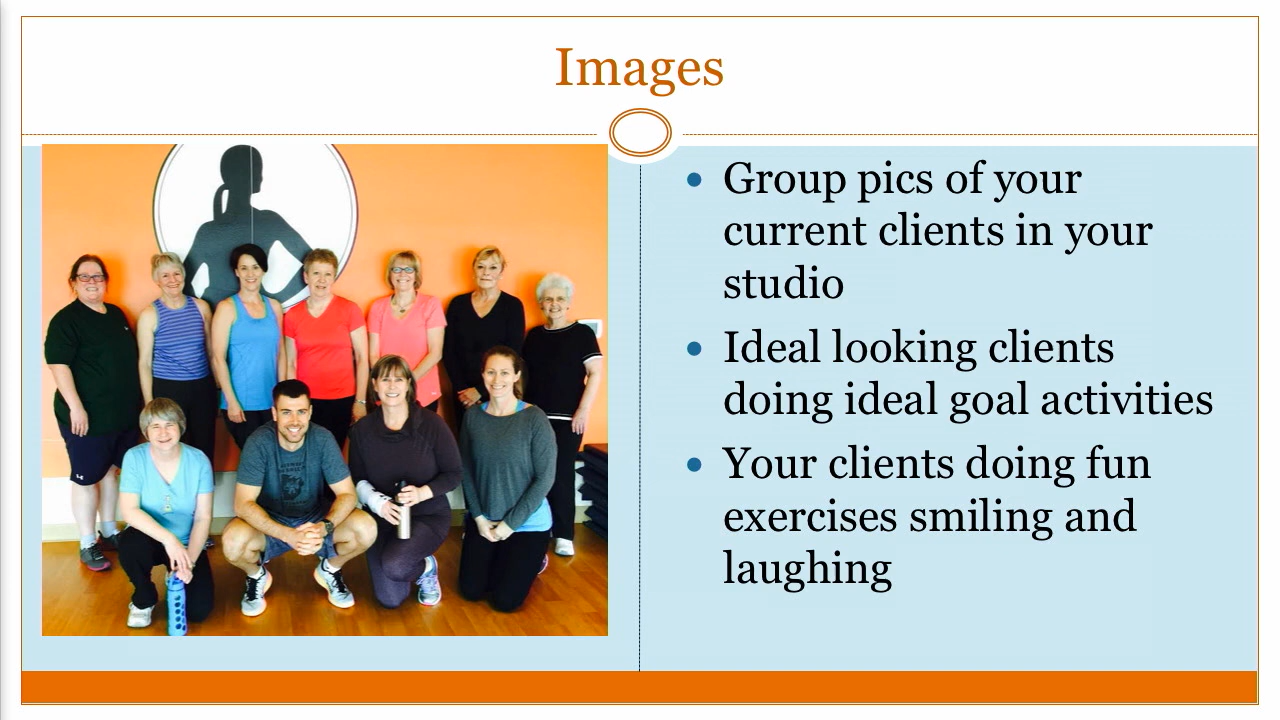 Images
Group pics of your
current clients in your
studio
Ideal looking clients
doing ideal goal activities
Your clients doing fun
exercises smiling and
laughing